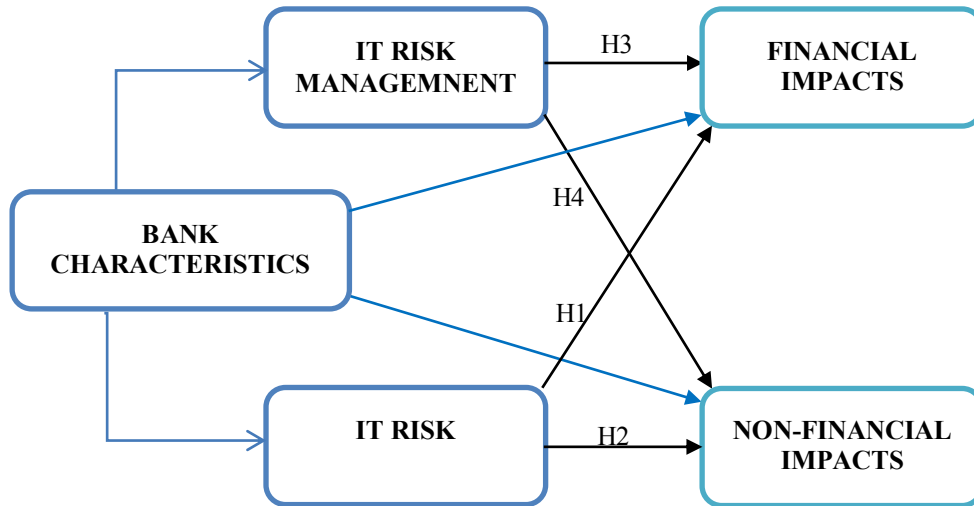 IT RISK
MANAGEMNENT
H3
FINANCIAL
IMPACTS
H4
BANK
CHARACTERISTICS
H1
IT RISK
H2
NON-FINANCIAL
IMPACTS